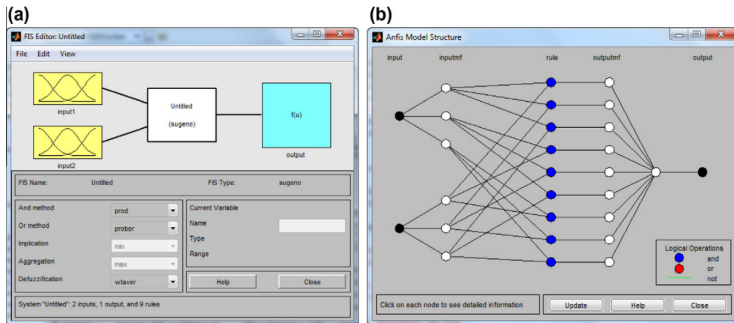 (a)
FIS Editor: Untitled
File Edit View
input1
input2
Untitled
(sugeno)
f(u)
output
FIS Name: Untitled FIS Type: sugeno
And method prod
Or method probor
Implication min
Aggregation max
Defuzzification wtaver
Current Variable
Name
Type
Range
Help Close
System "Untitled": 2 inputs, 1 output, and 9 rules
(b)
Anfis Model Structure
input inputmf rule outputmf output
Logical Operations
and
or
not
Click on each node to see detailed information Update Help Close